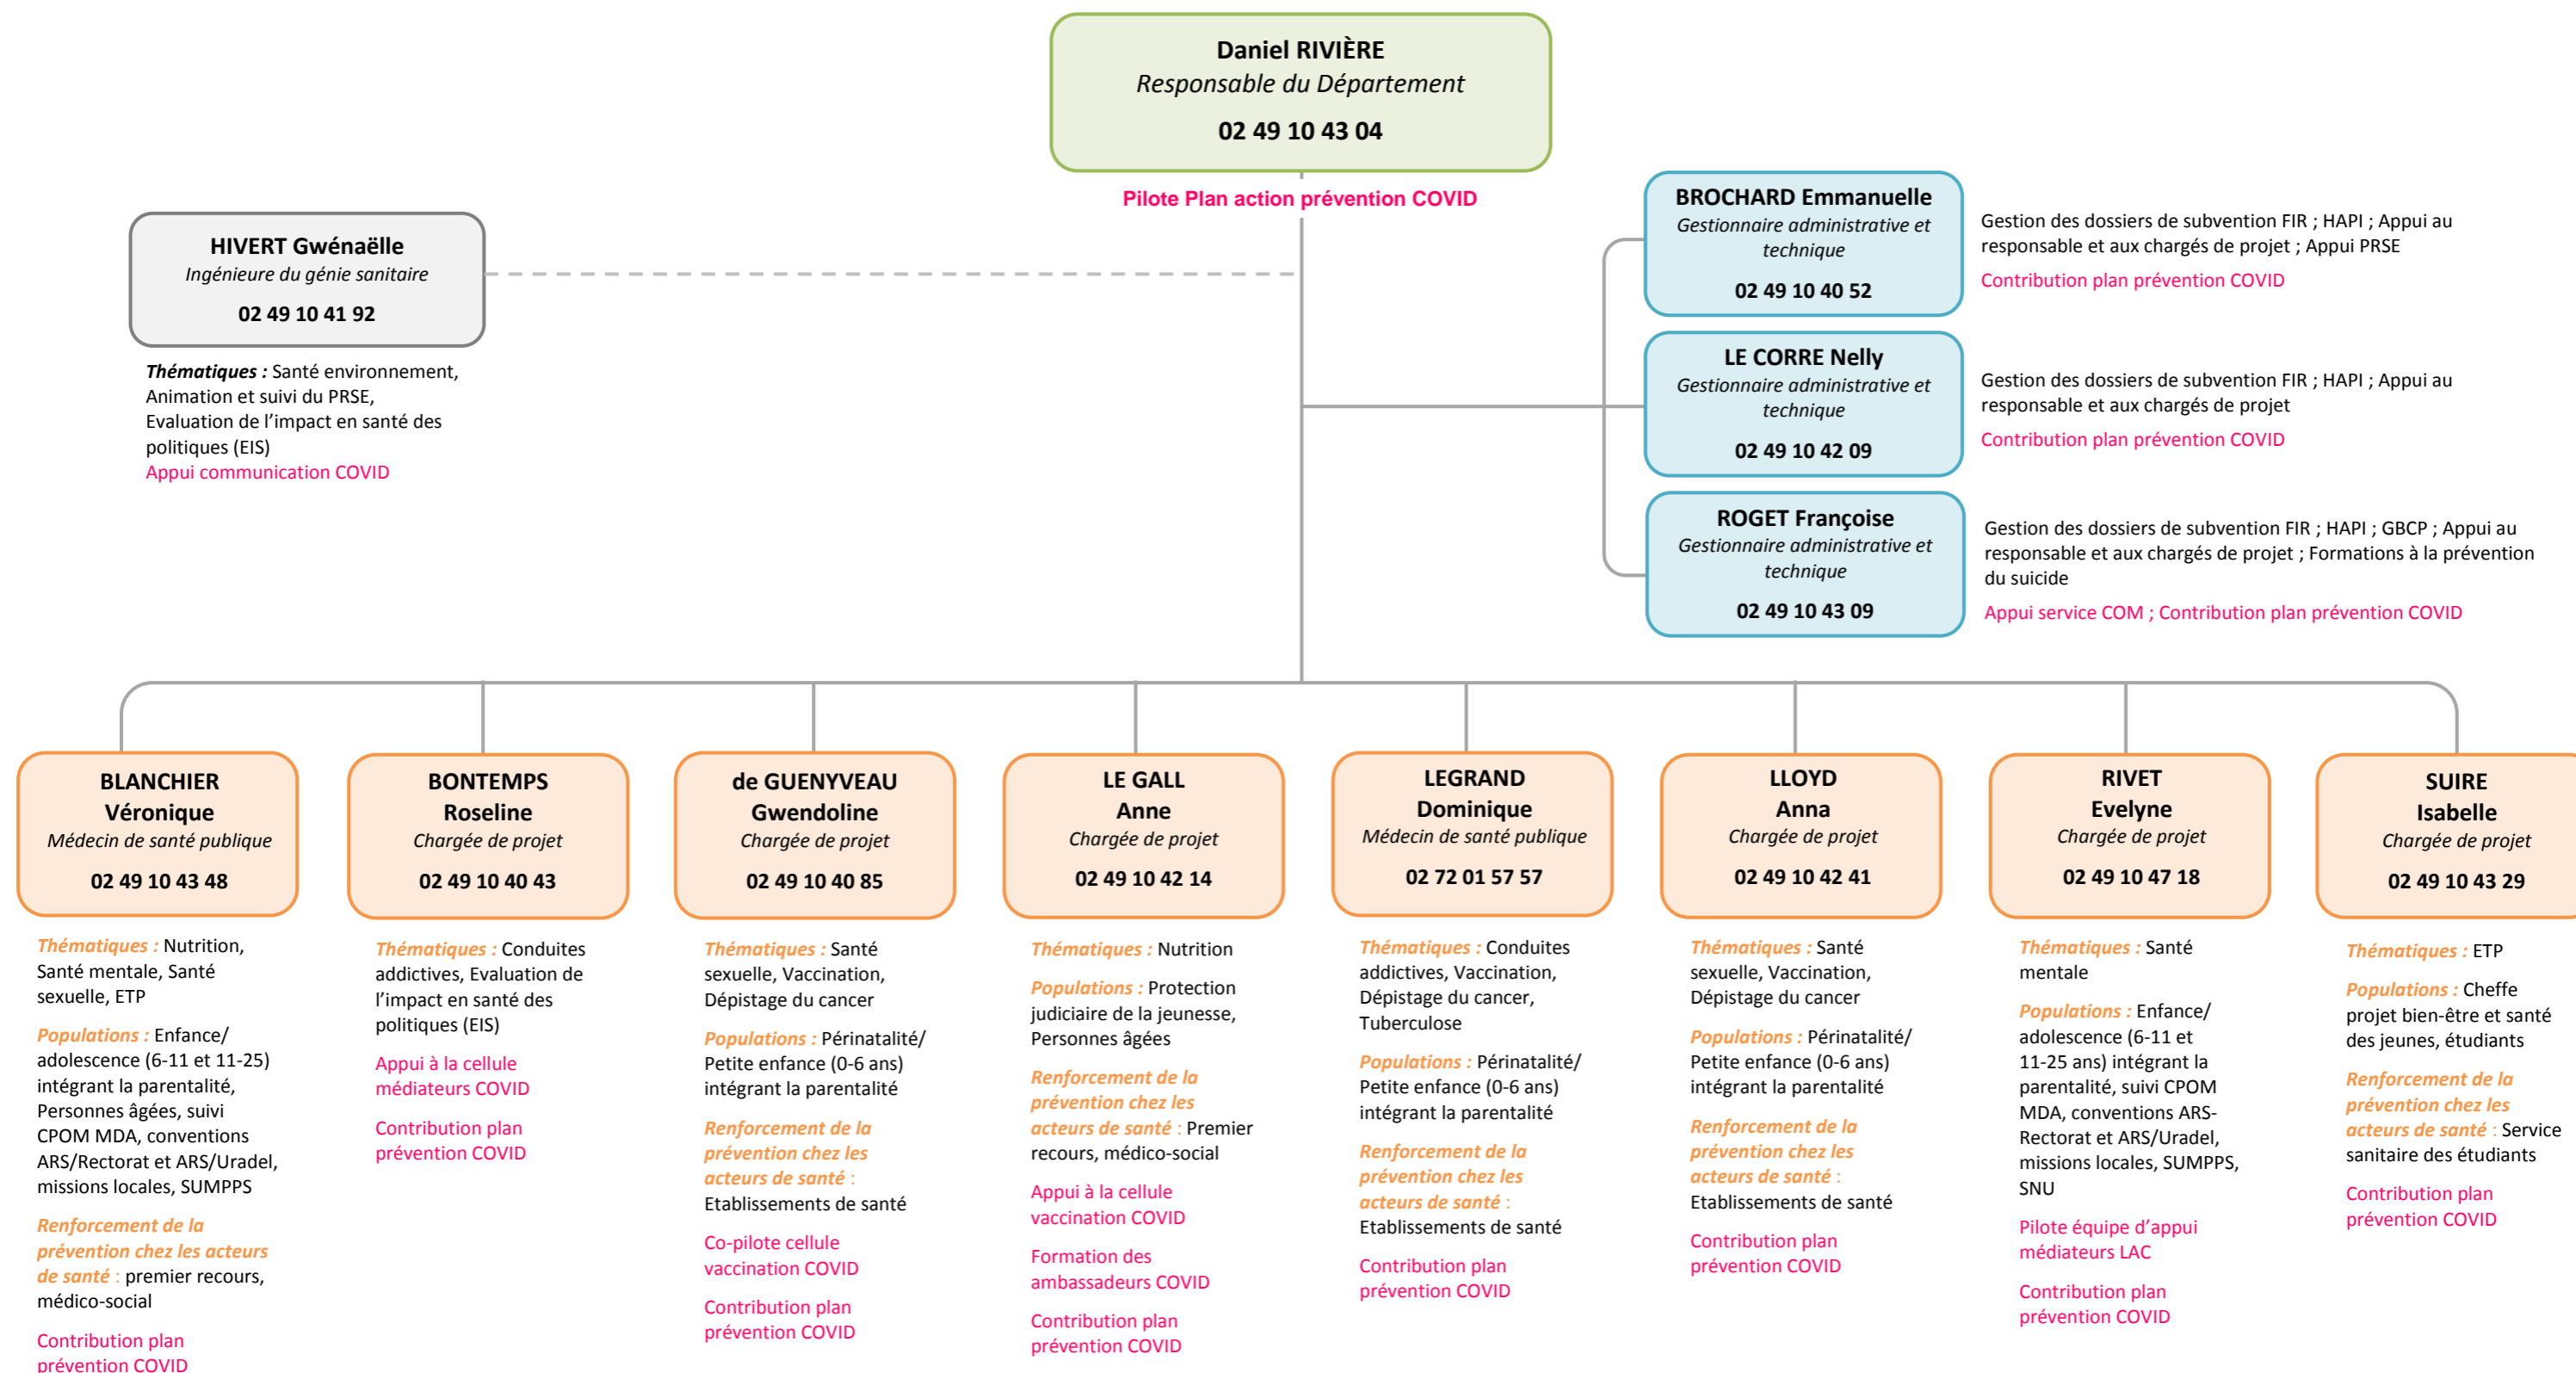 Daniel RIVIÈRE
Responsable du Département
02 49 10 43 04
Pilote Plan action prévention COVID
HIVERT Gwénaëlle
Ingénieure du génie sanitaire
02 49 10 41 92
Thématiques : Santé environnement,
Animation et suivi du PRSE,
Evaluation de l'impact en santé des
politiques (EIS)
Appui communication COVID
BROCHARD Emmanuelle
Gestionnaire administrative et
technique
02 49 10 40 52
Gestion des dossiers de subvention FIR ; HAPI ; Appui au
responsable et aux chargés de projet ; Appui PRSE
Contribution plan prévention COVID
LE CORRE Nelly
Gestionnaire administrative et
technique
02 49 10 42 09
Gestion des dossiers de subvention FIR ; HAPI ; Appui au
responsable et aux chargés de projet
Contribution plan prévention COVID
ROGET Françoise
Gestionnaire administrative et
technique
02 49 10 43 09
Gestion des dossiers de subvention FIR ; HAPI ; GBCP ; Appui au
responsable et aux chargés de projet ; Formations à la prévention
du suicide
Appui service COM ; Contribution plan prévention COVID
BLANCHIER
Véronique
Médecin de santé publique
02 49 10 43 48
Thématiques : Nutrition,
Santé mentale, Santé
sexuelle, ETP
Populations : Enfance/
adolescence (6-11 et 11-25)
intégrant la parentalité,
Personnes âgées, suivi
CPOM MDA, conventions
ARS/Rectorat et ARS/Uradel,
missions locales, SUMPPS
Renforcement de la
prévention chez les acteurs
de santé : premier recours,
médico-social
Contribution plan
prévention COVID
BONTEMPS
Roseline
Chargée de projet
02 49 10 40 43
Thématiques : Conduites
addictives, Evaluation de
l'impact en santé des
politiques (EIS)
Appui à la cellule
médiateurs COVID
Contribution plan
prévention COVID
de GUENYVEAU
Gwendoline
Chargée de projet
02 49 10 40 85
Thématiques : Santé
sexuelle, Vaccination,
Dépistage du cancer
Populations : Périnatalité/
Petite enfance (0-6 ans)
intégrant la parentalité
Renforcement de la
prévention chez les
acteurs de santé :
Etablissements de santé
Co-pilote cellule
vaccination COVID
Contribution plan
prévention COVID
LE GALL
Anne
Chargée de projet
02 49 10 42 14
Thématiques : Nutrition
Populations : Protection
judiciaire de la jeunesse,
Personnes âgées
Renforcement de la
prévention chez les
acteurs de santé : Premier
recours, médico-social
Appui à la cellule
vaccination COVID
Formation des
ambassadeurs COVID
Contribution plan
prévention COVID
LEGRAND
Dominique
Médecin de santé publique
02 72 01 57 57
Thématiques : Conduites
addictives, Vaccination,
Dépistage du cancer,
Tuberculose
Populations : Périnatalité/
Petite enfance (0-6 ans)
intégrant la parentalité
Renforcement de la
prévention chez les
acteurs de santé :
Etablissements de santé
Contribution plan
prévention COVID
LLOYD
Anna
Chargée de projet
02 49 10 42 41
Thématiques : Santé
sexuelle, Vaccination,
Dépistage du cancer
Populations : Périnatalité/
Petite enfance (0-6 ans)
intégrant la parentalité
Renforcement de la
prévention chez les
acteurs de santé :
Etablissements de santé
Contribution plan
prévention COVID
RIVET
Evelyne
Chargée de projet
02 49 10 47 18
Thématiques : Santé
mentale
Populations : Enfance/
adolescence (6-11 et
11-25 ans) intégrant la
parentalité, suivi CPOM
MDA, conventions ARS-
Rectorat et ARS/Uradel,
missions locales, SUMPPS,
SNU
Pilote équipe d'appui
médiateurs LAC
Contribution plan
prévention COVID
SUIRE
Isabelle
Chargée de projet
02 49 10 43 29
Thématiques : ETP
Populations : Cheffe
projet bien-être et santé
des jeunes, étudiants
Renforcement de la
prévention chez les
acteurs de santé : Service
sanitaire des étudiants
Contribution plan
prévention COVID